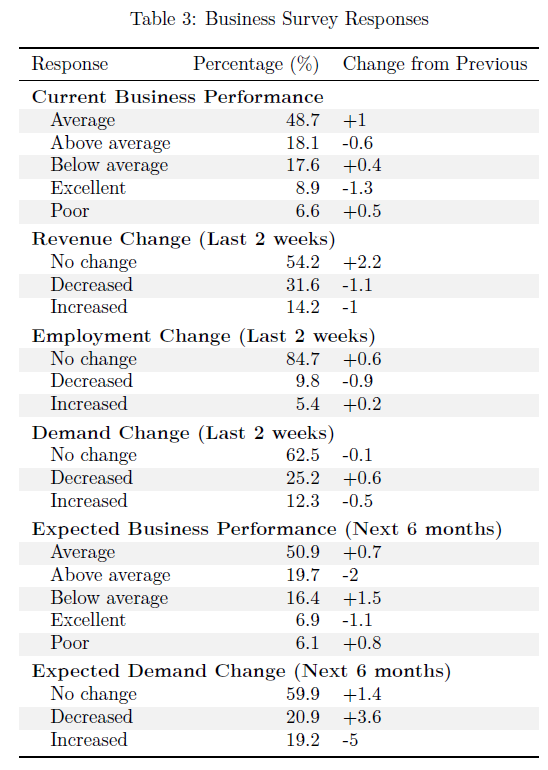 Table 3: Business Survey Responses
Response Percentage (%) Change from Previous
Current Business Performance
Average 48.7 +1
Above average 18.1 -0.6
Below average 17.6 +0.4
Excellent 8.9 -1.3
Poor 6.6 +0.5
Revenue Change (Last 2 weeks)
No change 54.2 +2.2
Decreased 31.6 -1.1
Increased 14.2 -1
Employment Change (Last 2 weeks)
No change 84.7 +0.6
Decreased 9.8 -0.9
Increased 5.4 +0.2
Demand Change (Last 2 weeks)
No change 62.5 -0.1
Decreased 25.2 +0.6
Increased 12.3 -0.5
Expected Business Performance (Next 6 months)
Average 50.9 +0.7
Above average 19.7 -2
Below average 16.4 +1.5
Excellent 6.9 -1.1
Poor 6.1 +0.8
Expected Demand Change (Next 6 months)
No change 59.9 +1.4
Decreased 20.9 +3.6
Increased 19.2 -5